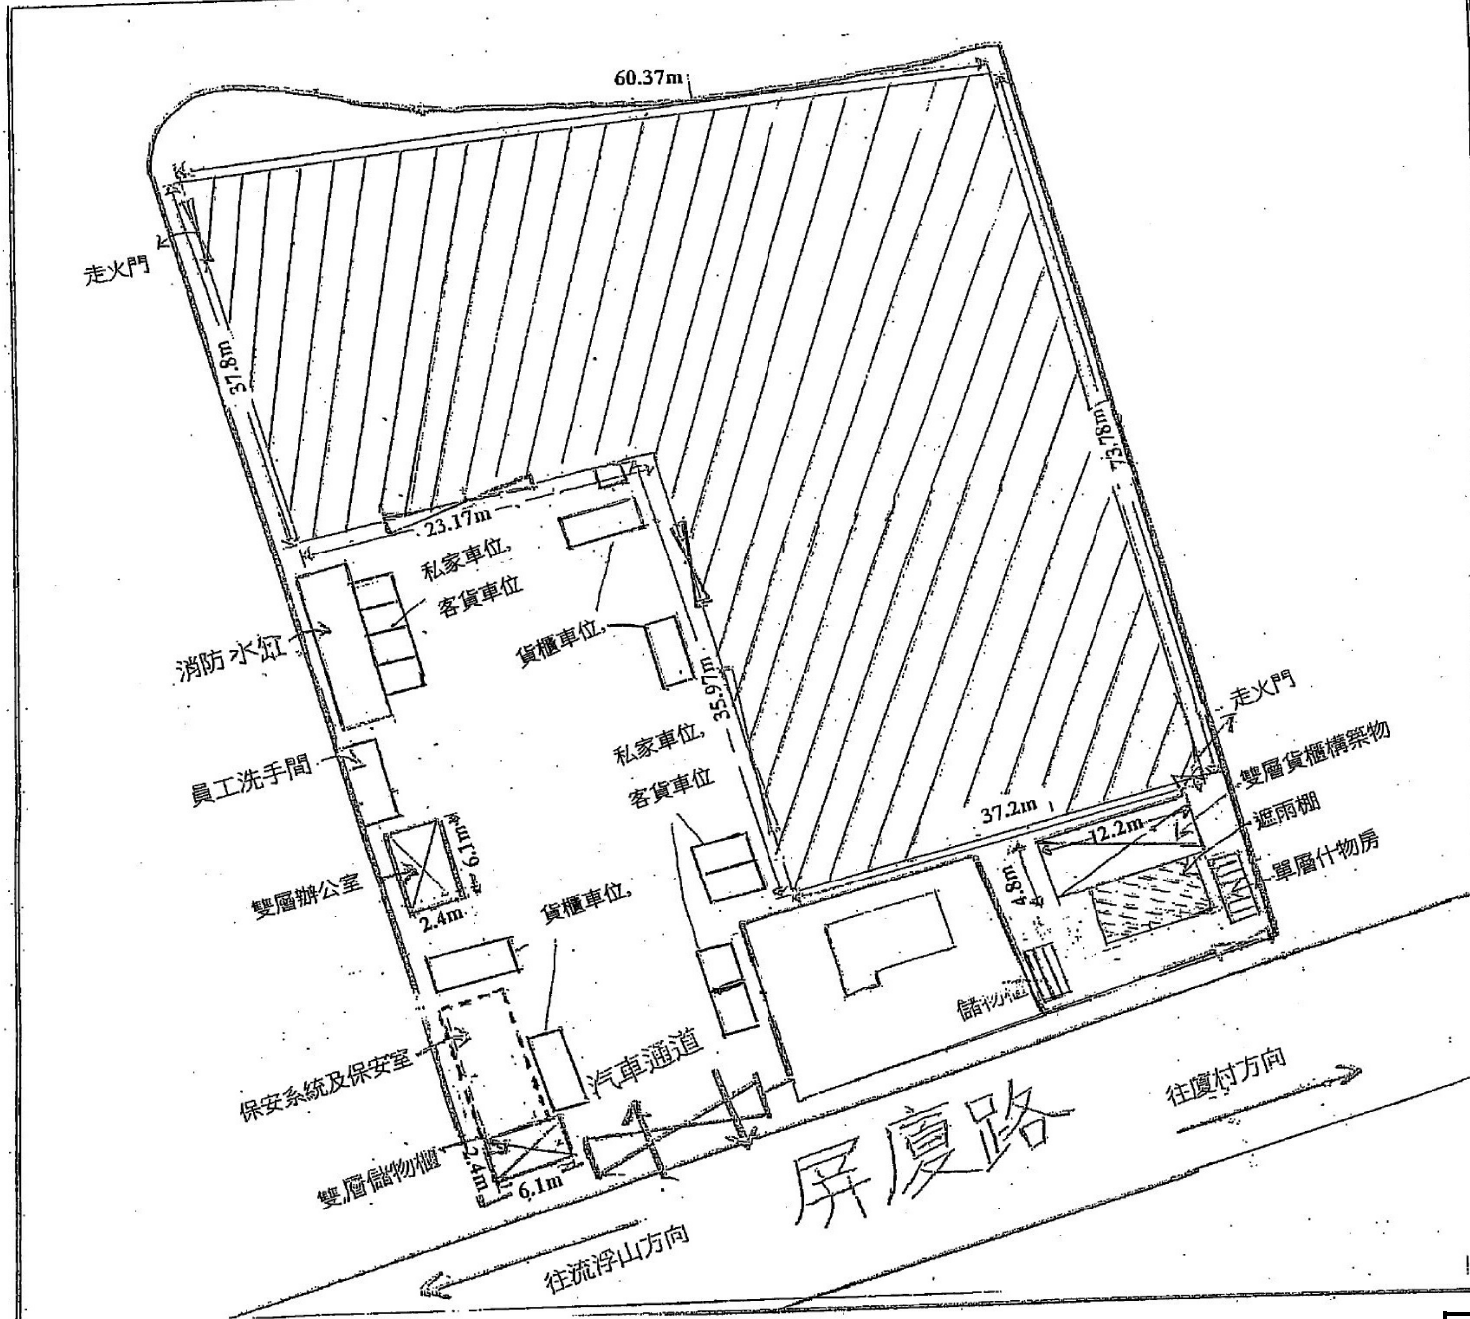 60.37m
走火門
37.8m
73.78m
23.17m
私家車位,
客貨車位
消防水缸
貨櫃車位,
35.97m
走火門
私家車位,
客貨車位
員工洗手間
雙層貨櫃構築物
37.2m
12.2m
遮雨棚
6.1m
單層什物房
雙層辦公室
4.8m
2.4m
貨櫃車位,
儲物櫃
汽車通道
保安系統及保安室
往廈村方向
屏廈路
雙層儲物櫃
2.4m
6.1m
往流浮山方向